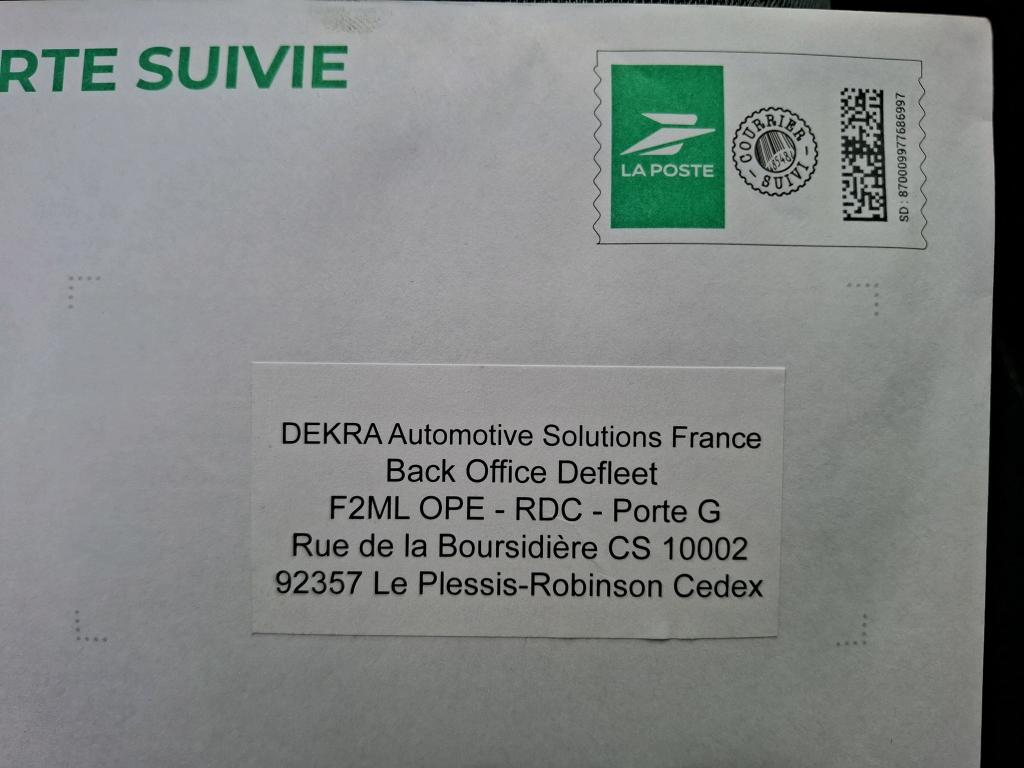 RTE SUIVIE
LA POSTE
COURRIER
SUIVI
SD : 8700099977686997
DEKRA Automotive Solutions France
Back Office Defleet
F2ML OPE - RDC - Porte G
Rue de la Boursidière CS 10002
92357 Le Plessis-Robinson Cedex